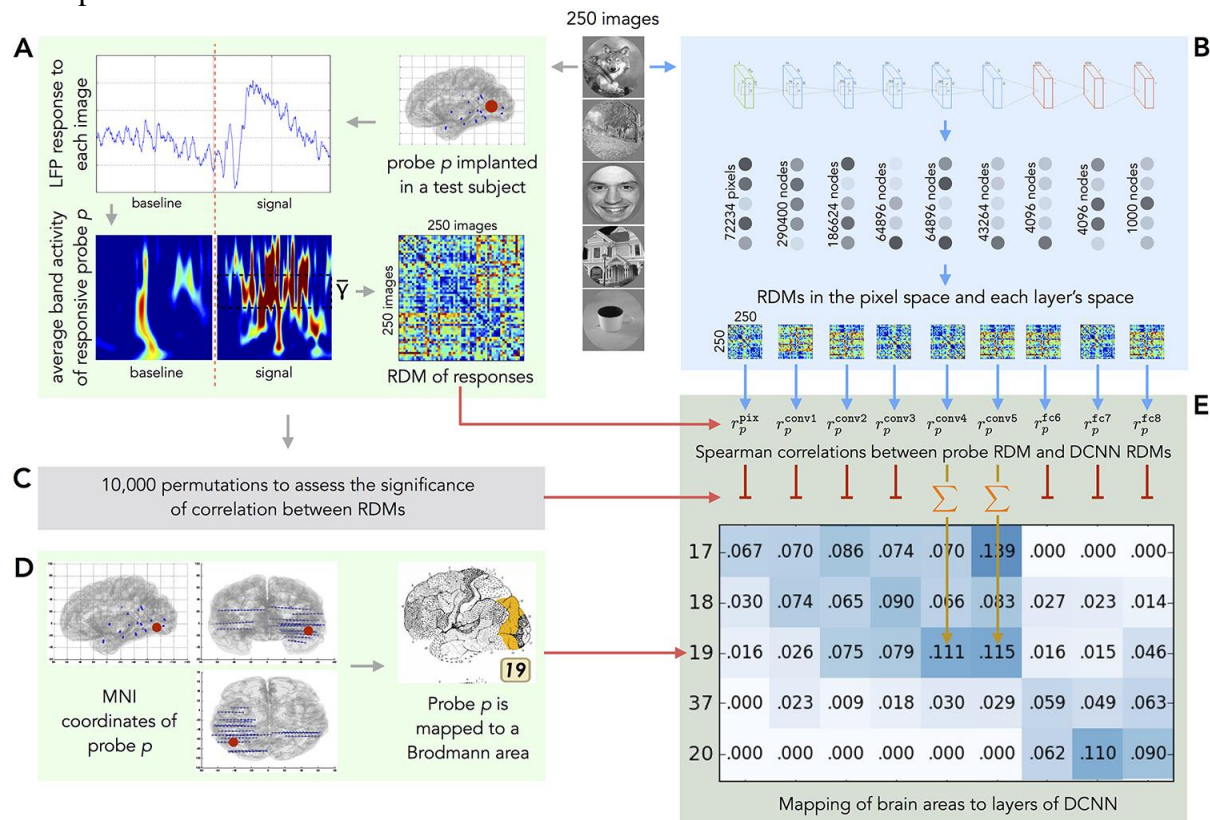 250 images
A
LFP response to
each image
baseline
signal
probe p implanted
in a test subject
average band activity
of responsive probe p
baseline
signal
γ̅
250 images
250 images
RDM of responses
B
72234 pixels
290400 nodes
186624 nodes
64896 nodes
64896 nodes
43264 nodes
4096 nodes
4096 nodes
1000 nodes
RDMs in the pixel space and each layer's space
250
250
C
10,000 permutations to assess the significance
of correlation between RDMs
D
MNI
coordinates of
probe p
19
Probe p is
mapped to a
Brodmann area
E
r_p^pix r_p^conv1 r_p^conv2 r_p^conv3 r_p^conv4 r_p^conv5 r_p^fc6 r_p^fc7 r_p^fc8
Spearman correlations between probe RDM and DCNN RDMs
Σ Σ
17 .067 .070 .086 .074 .070 .139 .000 .000 .000
18 .030 .074 .065 .090 .066 .083 .027 .023 .014
19 .016 .026 .075 .079 .111 .115 .016 .015 .046
37 .000 .023 .009 .018 .030 .029 .059 .049 .063
20 .000 .000 .000 .000 .000 .000 .062 .110 .090
Mapping of brain areas to layers of DCNN